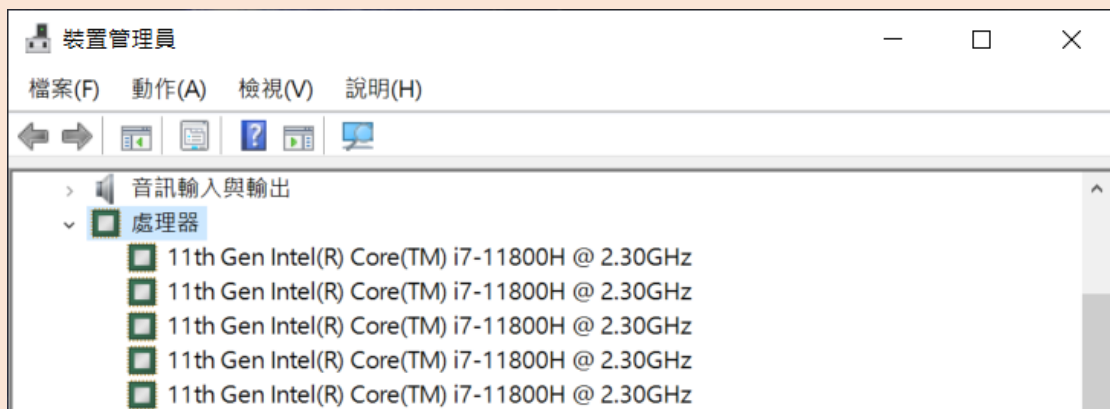 裝置管理員
檔案(F) 動作(A) 檢視(V) 說明(H)
音訊輸入與輸出
處理器
11th Gen Intel(R) Core(TM) i7-11800H @ 2.30GHz
11th Gen Intel(R) Core(TM) i7-11800H @ 2.30GHz
11th Gen Intel(R) Core(TM) i7-11800H @ 2.30GHz
11th Gen Intel(R) Core(TM) i7-11800H @ 2.30GHz
11th Gen Intel(R) Core(TM) i7-11800H @ 2.30GHz